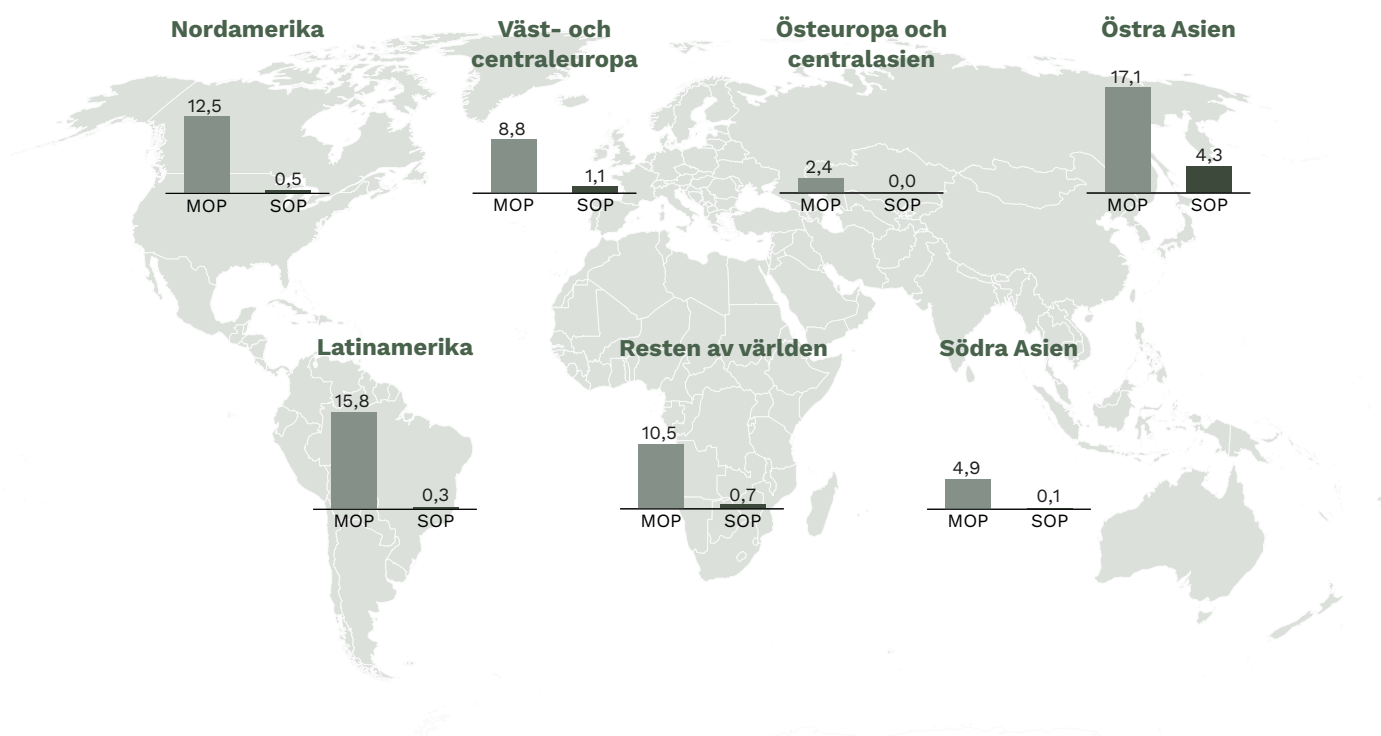 Nordamerika
12,5
0,5
MOP
SOP
Väst- och
centraleuropa
8,8
1,1
MOP
SOP
Östeuropa och
centralasien
2,4
0,0
MOP
SOP
Östra Asien
17,1
4,3
MOP
SOP
Latinamerika
15,8
0,3
MOP
SOP
Resten av världen
10,5
0,7
MOP
SOP
Södra Asien
4,9
0,1
MOP
SOP